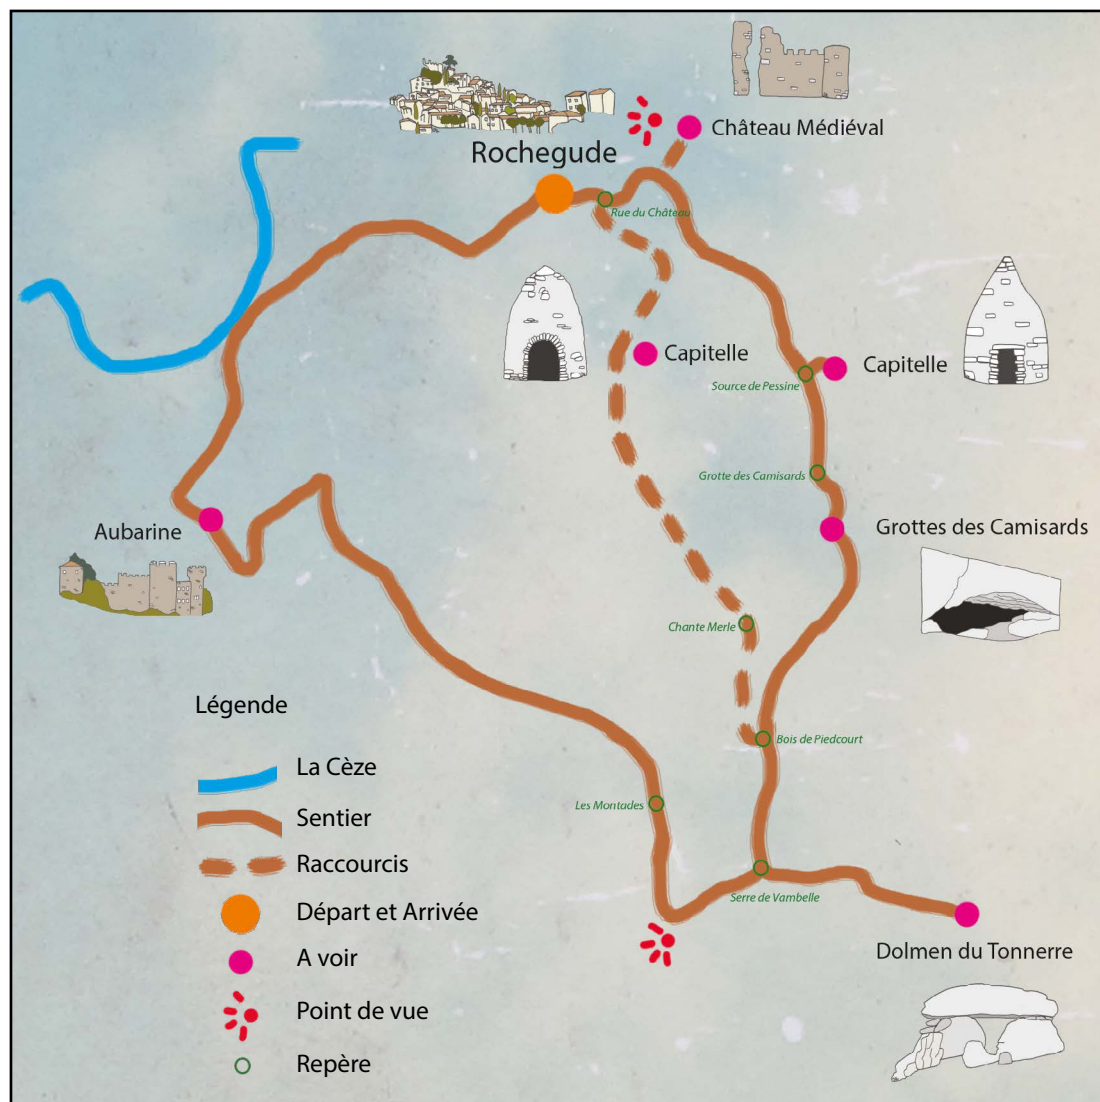 Château Médiéval
Rochegude
Rue du Château
Capitelle
Capitelle
Source de Pessine
Grotte des Camisards
Aubarine
Grottes des Camisards
Chante Merle
Légende
Bois de Piedcourt
La Cèze
Les Montades
Sentier
Raccourcis
Serre de Vambelle
Départ et Arrivée
Dolmen du Tonnerre
A voir
Point de vue
Repère